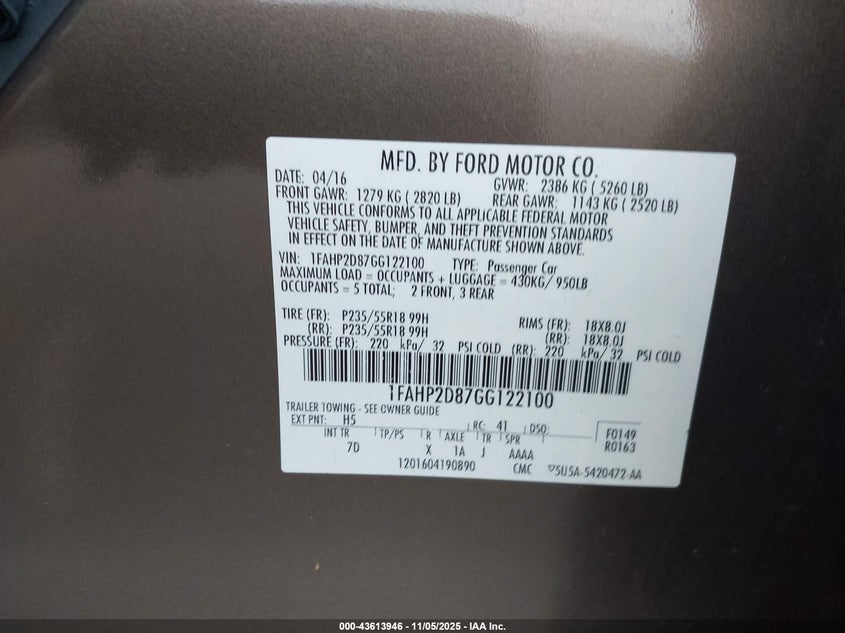 MFD. BY FORD MOTOR CO.
DATE: 04/16 GVWR: 2386 KG ( 5260 LB)
FRONT GAWR: 1279 KG ( 2820 LB) REAR GAWR: 1143 KG ( 2520 LB)
THIS VEHICLE CONFORMS TO ALL APPLICABLE FEDERAL MOTOR
VEHICLE SAFETY, BUMPER, AND THEFT PREVENTION STANDARDS
IN EFFECT ON THE DATE OF MANUFACTURE SHOWN ABOVE.
VIN: 1FAHP2D87GG122100 TYPE: Passenger Car
MAXIMUM LOAD = OCCUPANTS + LUGGAGE = 430KG/ 950LB
OCCUPANTS = 5 TOTAL; 2 FRONT, 3 REAR
TIRE (FR): P235/55R18 99H RIMS (FR): 18X8.0J
(RR): P235/55R18 99H (RR): 18X8.0J
PRESSURE (FR): 220 kPa/ 32 PSI COLD (RR): 220 kPa/ 32 PSI COLD
1FAHP2D87GG122100
TRAILER TOWING - SEE OWNER GUIDE
EXT PNT: H5 RC: 41 DSO: F0149
INT TR TP/PS R AXLE TR SPR R0163
7D X 1A J AAAA
1201604190890 CMC 5U5A-5420472-AA
000-43613946 - 11/05/2025 - IAA Inc.